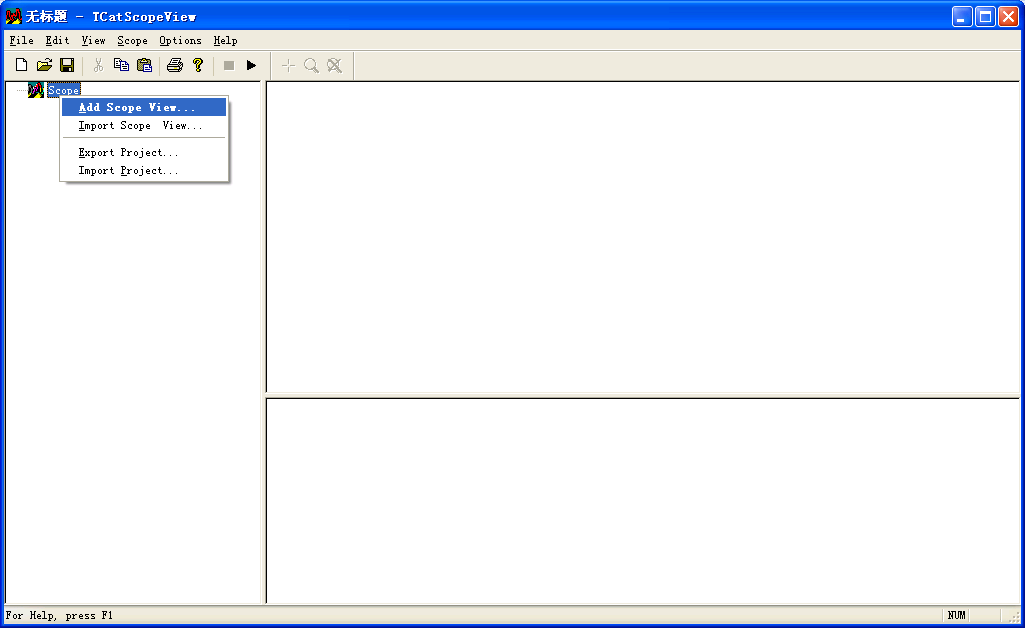 无标题 - TCatScopeView
File Edit View Scope Options Help
Scope
Add Scope View...
Import Scope View...
Export Project...
Import Project...
For Help, press F1
NUM